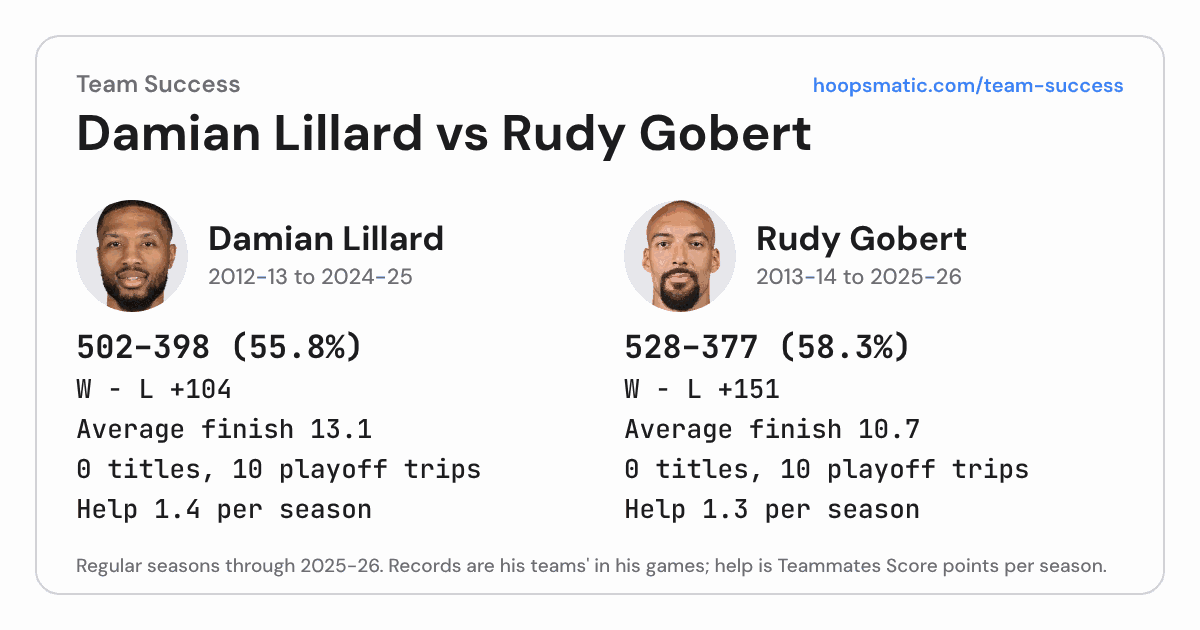 Team Success
hoopsmatic.com/team-success
Damian Lillard vs Rudy Gobert
Damian Lillard
2012-13 to 2024-25
502-398 (55.8%)
W - L +104
Average finish 13.1
0 titles, 10 playoff trips
Help 1.4 per season
Rudy Gobert
2013-14 to 2025-26
528-377 (58.3%)
W - L +151
Average finish 10.7
0 titles, 10 playoff trips
Help 1.3 per season
Regular seasons through 2025-26. Records are his teams' in his games; help is Teammates Score points per season.